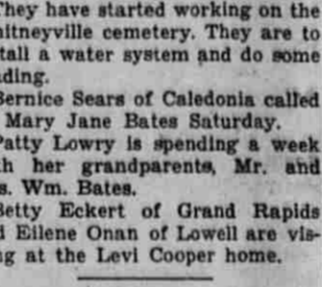 They have started working on the
hitneyville cemetery. They are to
tall a water system and do some
ding.
Bernice Sears of Caledonia called
Mary Jane Bates Saturday.
Patty Lowry is spending a week
th her grandparents, Mr. and
s. Wm. Bates.
Betty Eckert of Grand Rapids
d Eilene Onan of Lowell are vis-
ng at the Levi Cooper home.